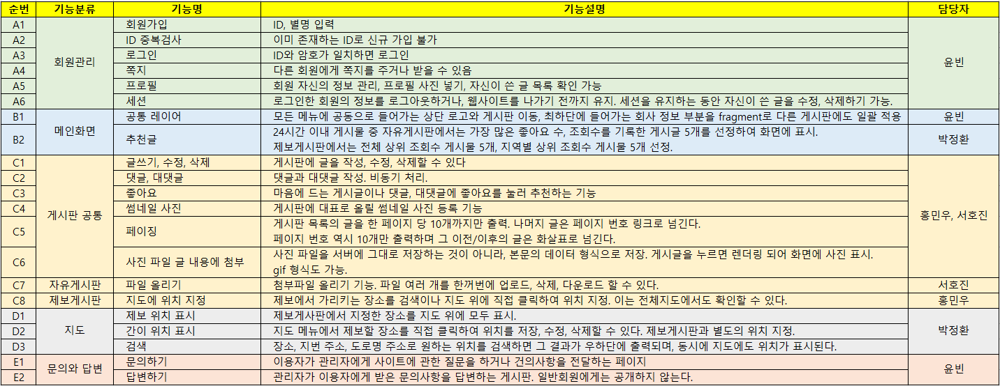 순번 기능분류 기능명 기능설명 담당자
A1 회원관리 회원가입 ID, 별명 입력 윤빈
A2 ID 중복검사 이미 존재하는 ID로 신규 가입 불가
A3 로그인 ID와 암호가 일치하면 로그인
A4 쪽지 다른 회원에게 쪽지를 주거나 받을 수 있음
A5 프로필 회원 자신의 정보 관리, 프로필 사진 넣기, 자신이 쓴 글 목록 확인 가능
A6 세션 로그인한 회원의 정보를 로그아웃하거나, 웹사이트를 나가기 전까지 유지. 세션을 유지하는 동안 자신이 쓴 글을 수정, 삭제하기 가능.
B1 메인화면 공통 레이어 모든 메뉴에 공동으로 들어가는 상단 로고와 게시판 이동, 최하단에 들어가는 회사 정보 부분을 fragment로 다른 게시판에도 일괄 적용 윤빈
B2 추천글 24시간 이내 게시물 중 자유게시판에서는 가장 많은 좋아요 수, 조회수를 기록한 게시글 5개를 선정하여 화면에 표시. 박정환
제보게시판에서는 전체 상위 조회수 게시물 5개, 지역별 상위 조회수 게시물 5개 선정.
C1 게시판 공통 글쓰기, 수정, 삭제 게시판에 글을 작성, 수정, 삭제할 수 있다 홍민우, 서호진
C2 댓글, 대댓글 댓글과 대댓글 작성. 비동기 처리.
C3 좋아요 마음에 드는 게시글이나 댓글, 대댓글에 좋아요를 눌러 추천하는 기능
C4 썸네일 사진 게시판에 대표로 올릴 썸네일 사진 등록 기능
C5 페이징 게시판 목록의 글을 한 페이지 당 10개까지만 출력. 나머지 글은 페이지 번호 링크로 넘긴다.
페이지 번호 역시 10개만 출력하며 그 이전/이후의 글은 화살표로 넘긴다.
C6 사진 파일 글 내용에 첨부 사진 파일을 서버에 그대로 저장하는 것이 아니라, 본문의 데이터 형식으로 저장. 게시글을 누르면 렌더링 되어 화면에 사진 표시.
gif 형식도 가능.
C7 자유게시판 파일 올리기 첨부파일 올리기 기능. 파일 여러 개를 한꺼번에 업로드, 삭제, 다운로드 할 수 있다. 서호진
C8 제보게시판 지도에 위치 지정 제보에서 가리키는 장소를 검색이나 지도 위에 직접 클릭하여 위치 지정. 이는 전체지도에서도 확인할 수 있다. 홍민우
D1 지도 제보 위치 표시 제보게사판에서 지정한 장소를 지도 위에 모두 표시. 박정환
D2 간이 위치 표시 지도 메뉴에서 제보할 장소를 직접 클릭하여 위치를 저장, 수정, 삭제할 수 있다. 제보게시판과 별도의 위치 지정.
D3 검색 장소, 지번 주소, 도로명 주소로 원하는 위치를 검색하면 그 결과가 우하단에 출력되며, 동시에 지도에도 위치가 표시된다.
E1 문의와 답변 문의하기 이용자가 관리자에게 사이트에 관한 질문을 하거나 건의사항을 전달하는 페이지 윤빈
E2 답변하기 관리자가 이용자에게 받은 문의사항을 답변하는 게시판. 일반회원에게는 공개하지 않는다.